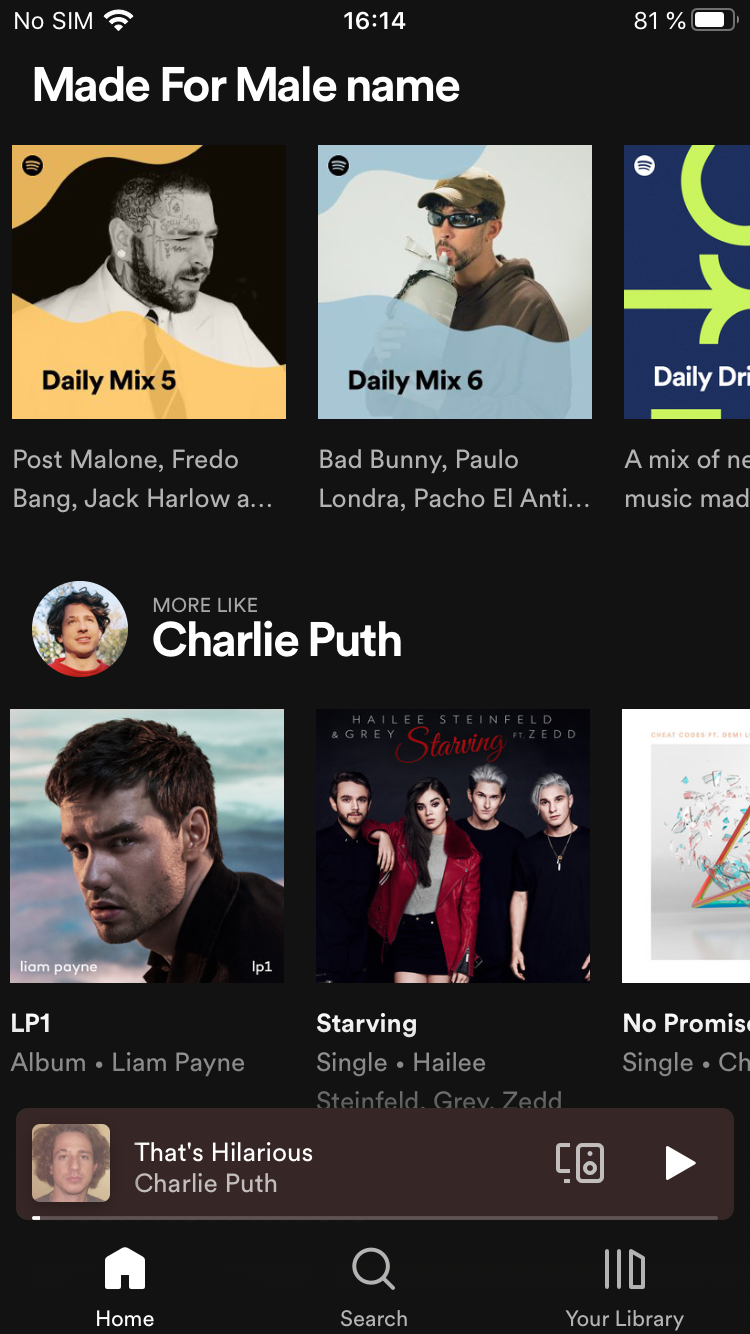 No SIM 16:14 81 %
Made For Male name
Daily Mix 5
Daily Mix 6
Daily Dri
Post Malone, Fredo
Bang, Jack Harlow a...
Bad Bunny, Paulo
Londra, Pacho El Anti...
A mix of ne
music mad
MORE LIKE
Charlie Puth
liam payne lp1
HAILEE STEINFELD
& GREY Starving FT. ZEDD
CHEAT CODES FT. DEMI L
LP1
Album • Liam Payne
Starving
Single • Hailee
Steinfeld, Grey, Zedd
No Promise
Single • Ch
That's Hilarious
Charlie Puth
Home
Search
Your Library